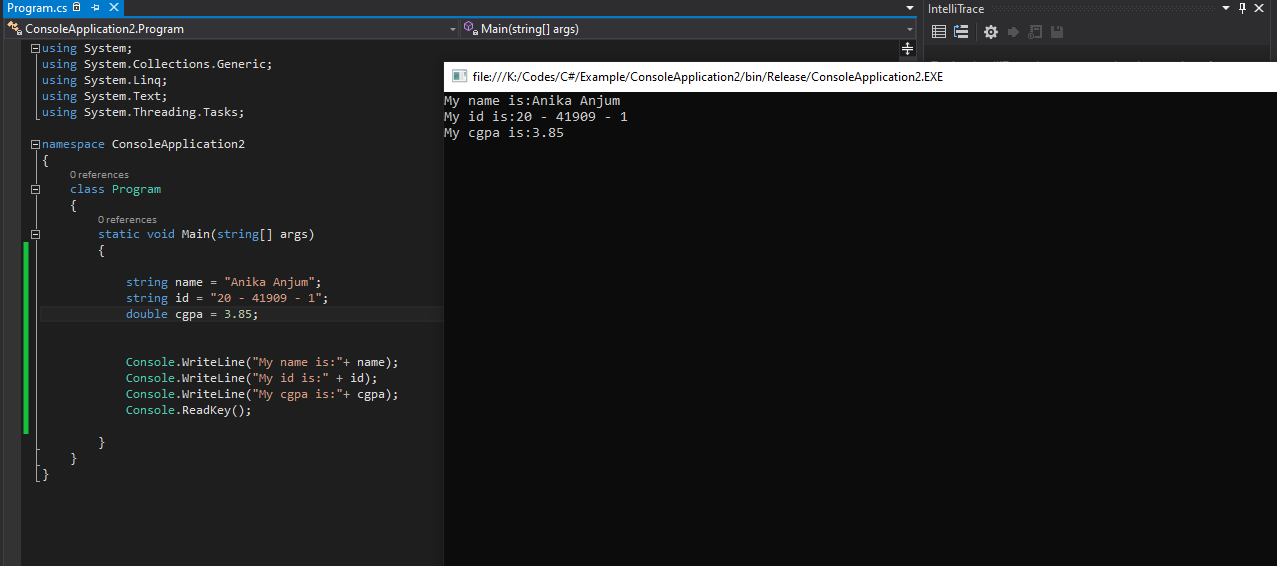 Program.cs
IntelliTrace
ConsoleApplication2.Program
Main(string[] args)
using System;
using System.Collections.Generic;
using System.Linq;
using System.Text;
using System.Threading.Tasks;
namespace ConsoleApplication2
{
0 references
class Program
{
0 references
static void Main(string[] args)
{
string name = "Anika Anjum";
string id = "20 - 41909 - 1";
double cgpa = 3.85;
Console.WriteLine("My name is:"+ name);
Console.WriteLine("My id is:" + id);
Console.WriteLine("My cgpa is:"+ cgpa);
Console.ReadKey();
}
}
}
file:///K:/Codes/C#/Example/ConsoleApplication2/bin/Release/ConsoleApplication2.EXE
My name is:Anika Anjum
My id is:20 - 41909 - 1
My cgpa is:3.85